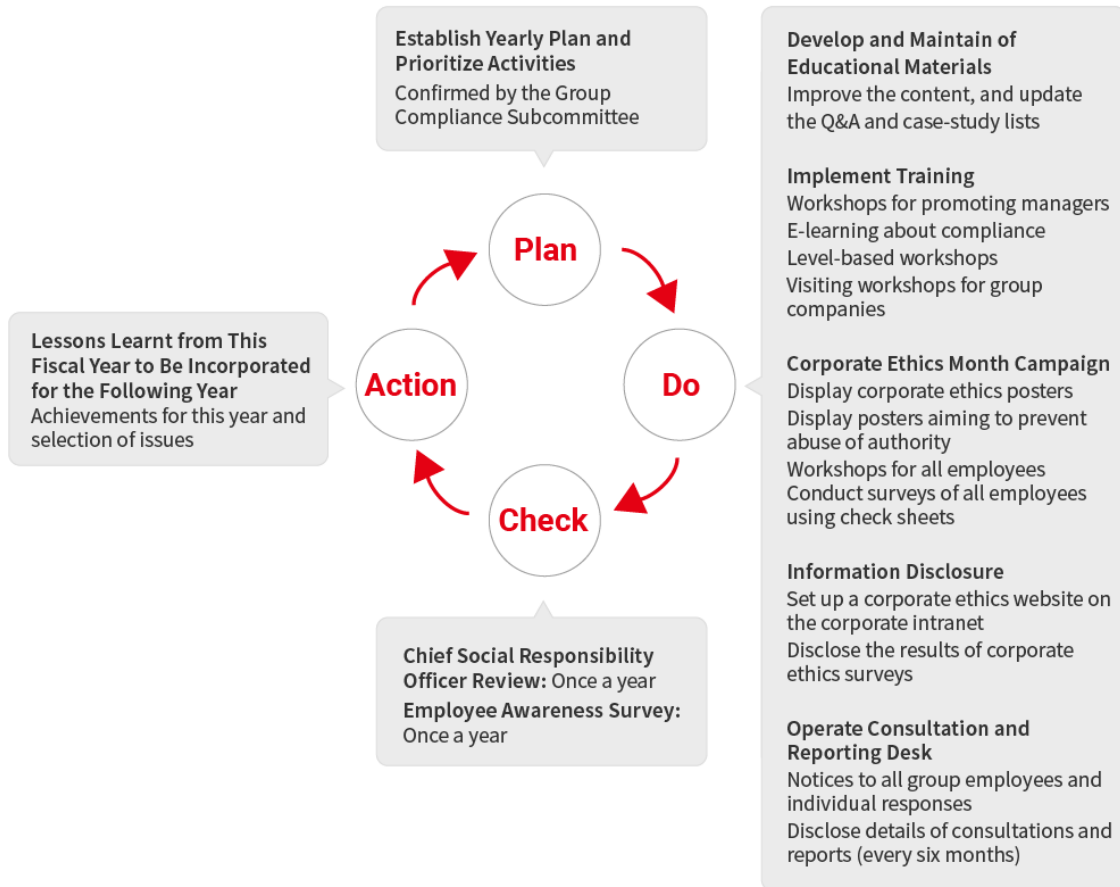 Establish Yearly Plan and
Prioritize Activities
Confirmed by the Group
Compliance Subcommittee
Plan
Do
Check
Action
Develop and Maintain of
Educational Materials
Improve the content, and update
the Q&A and case-study lists
Implement Training
Workshops for promoting managers
E-learning about compliance
Level-based workshops
Visiting workshops for group
companies
Corporate Ethics Month Campaign
Display corporate ethics posters
Display posters aiming to prevent
abuse of authority
Workshops for all employees
Conduct surveys of all employees
using check sheets
Information Disclosure
Set up a corporate ethics website on
the corporate intranet
Disclose the results of corporate
ethics surveys
Operate Consultation and
Reporting Desk
Notices to all group employees and
individual responses
Disclose details of consultations and
reports (every six months)
Chief Social Responsibility
Officer Review: Once a year
Employee Awareness Survey:
Once a year
Lessons Learnt from This
Fiscal Year to Be Incorporated
for the Following Year
Achievements for this year and
selection of issues